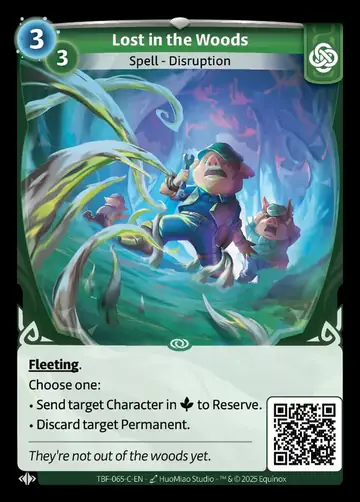 3
3
Lost in the Woods
Spell - Disruption
Fleeting.
Choose one:
• Send target Character in to Reserve.
• Discard target Permanent.
They're not out of the woods yet.
TBF-065-C-EN - HuoMiao Studio - ™ & © 2025 Equinox